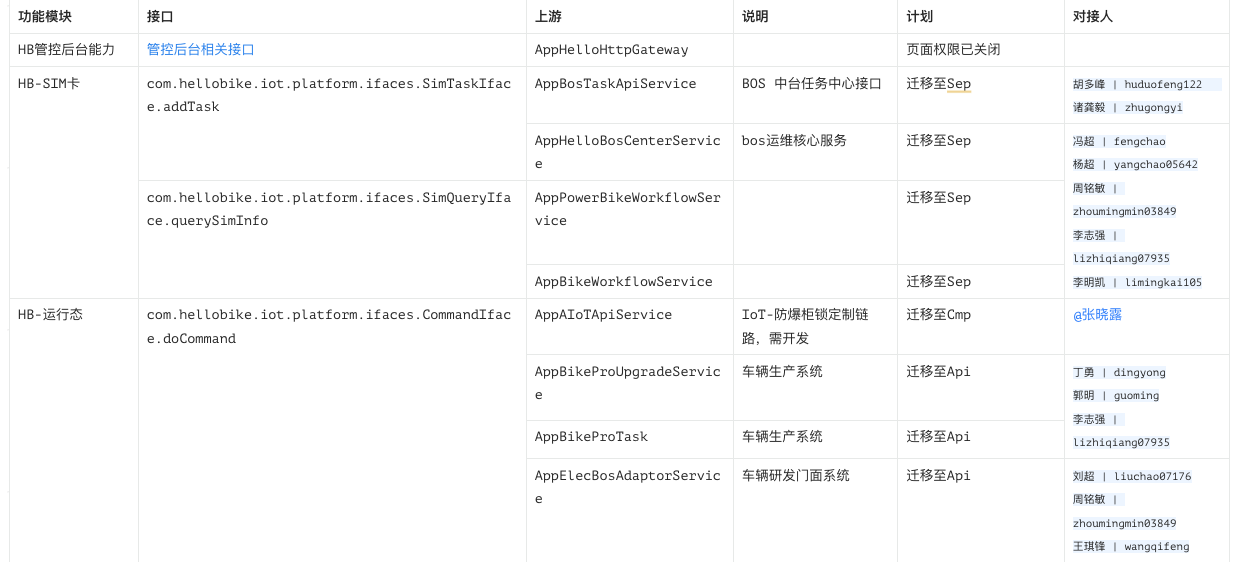 功能模块 接口 上游 说明 计划 对接人
HB管控后台能力 管控后台相关接口 AppHelloHttpGateway 页面权限已关闭
HB-SIM卡 com.hellobike.iot.platform.ifaces.SimTaskIfac
e.addTask
AppBosTaskApiService BOS 中台任务中心接口 迁移至Sep
胡多峰 | huduofeng122
诸龚毅 | zhugongyi
AppHelloBosCenterServic
e
bos运维核心服务 迁移至Sep
冯超 | fengchao
杨超 | yangchao05642
周铭敏 |
zhoumingmin03849
李志强 |
lizhiqiang07935
李明凯 | limingkai105
com.hellobike.iot.platform.ifaces.SimQueryIfa
ce.querySimInfo
AppPowerBikeWorkflowSer
vice
迁移至Sep
AppBikeWorkflowService 迁移至Sep
HB-运行态 com.hellobike.iot.platform.ifaces.CommandIfac
e.doCommand
AppAIoTApiService
IoT-防爆柜锁定制链
路，需开发
迁移至Cmp @张晓露
AppBikeProUpgradeServic
e
车辆生产系统 迁移至Api
丁勇 | dingyong
郭明 | guoming
李志强 |
lizhiqiang07935
AppBikeProTask 车辆生产系统 迁移至Api
AppElecBosAdaptorServic
e
车辆研发门面系统 迁移至Api
刘超 | liuchao07176
周铭敏 |
zhoumingmin03849
王琪锋 | wangqifeng